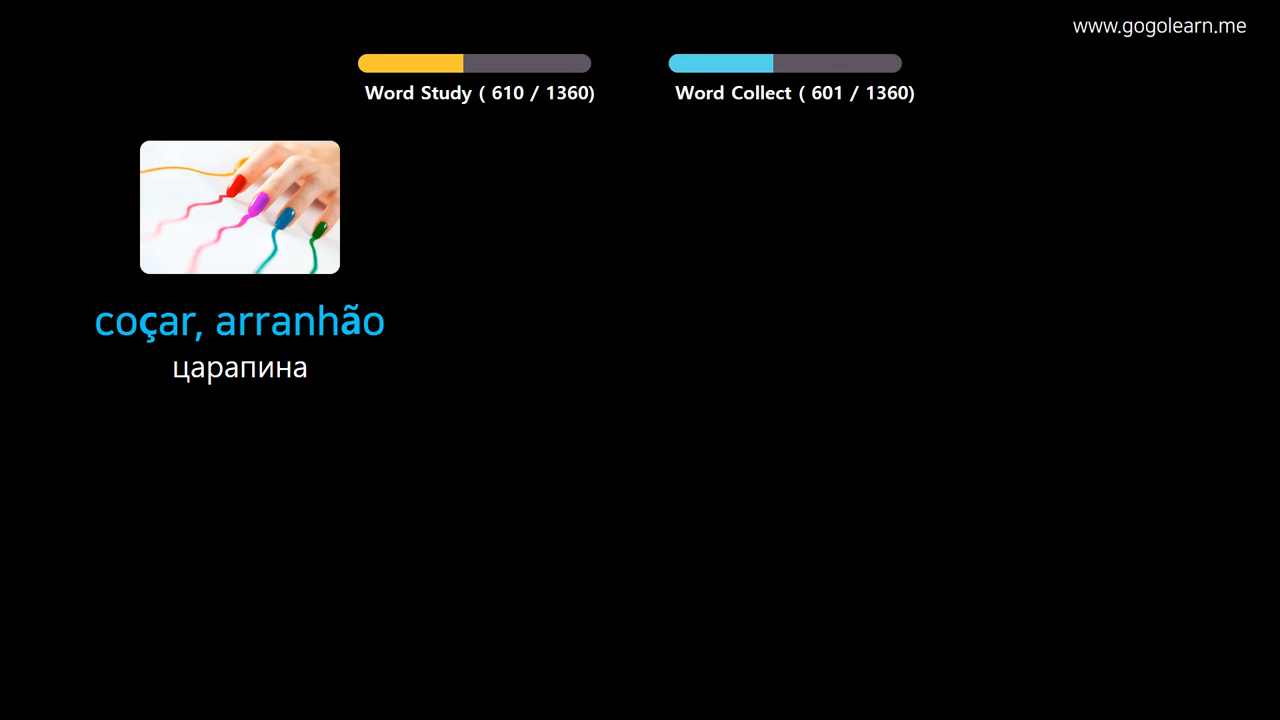 www.gogolearn.me
Word Study ( 610 / 1360)
Word Collect ( 601 / 1360)
coçar, arranhão
царапина